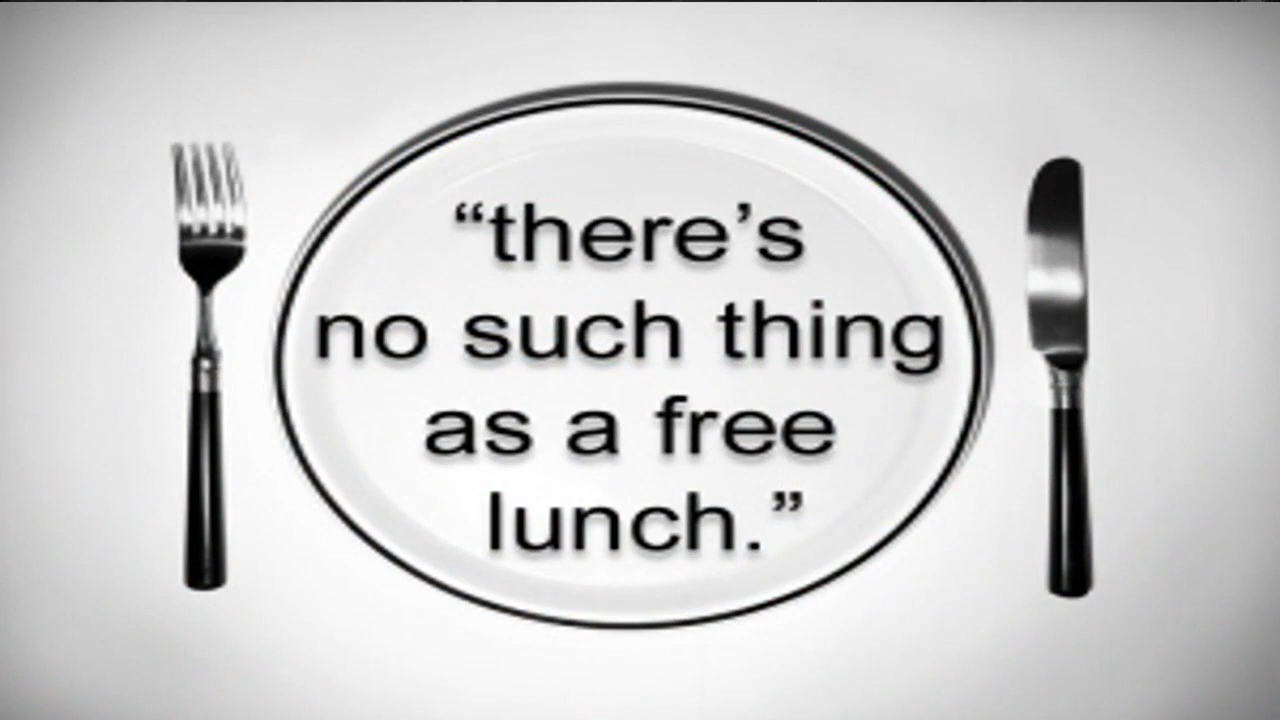 “there’s
no such thing
as a free
lunch.”